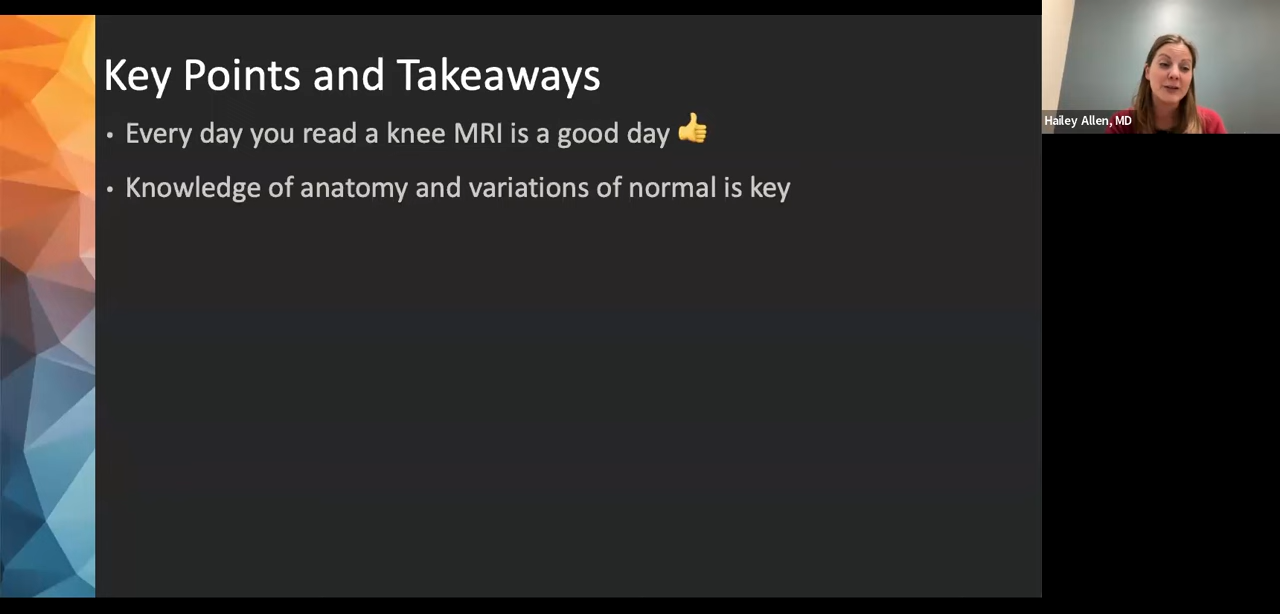 Key Points and Takeaways
• Every day you read a knee MRI is a good day 👍
• Knowledge of anatomy and variations of normal is key
Hailey Allen, MD